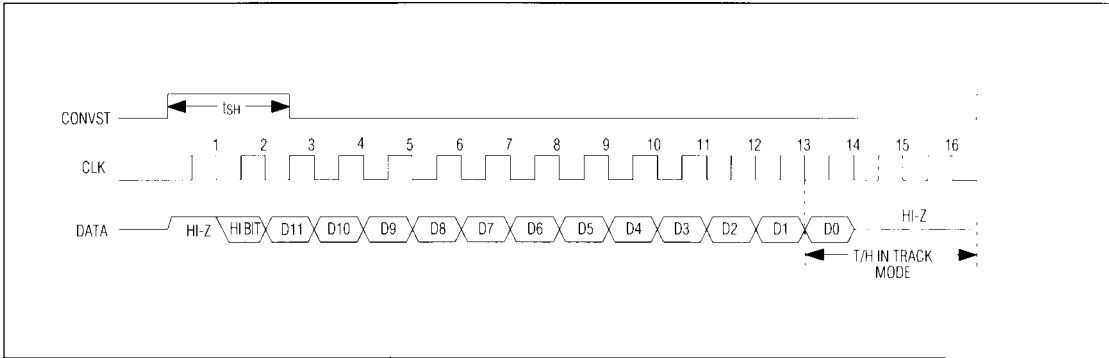 tSH
CONVST
1 2 3 4 5 6 7 8 9 10 11 12 13 14 15 16
CLK
DATA HI-Z HI BIT D11 D10 D9 D8 D7 D6 D5 D4 D3 D2 D1 D0 HI-Z
T/H IN TRACK
MODE